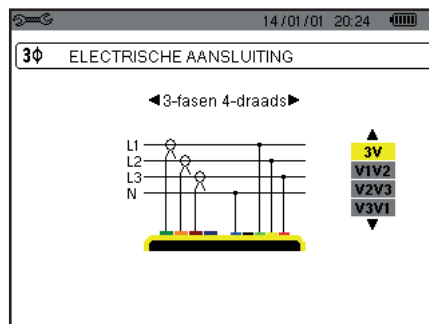 14/01/01 20:24
3Φ ELECTRISCHE AANSLUITING
◄3-fasen 4-draads►
L1
L2
L3
N
3V
V1V2
V2V3
V3V1